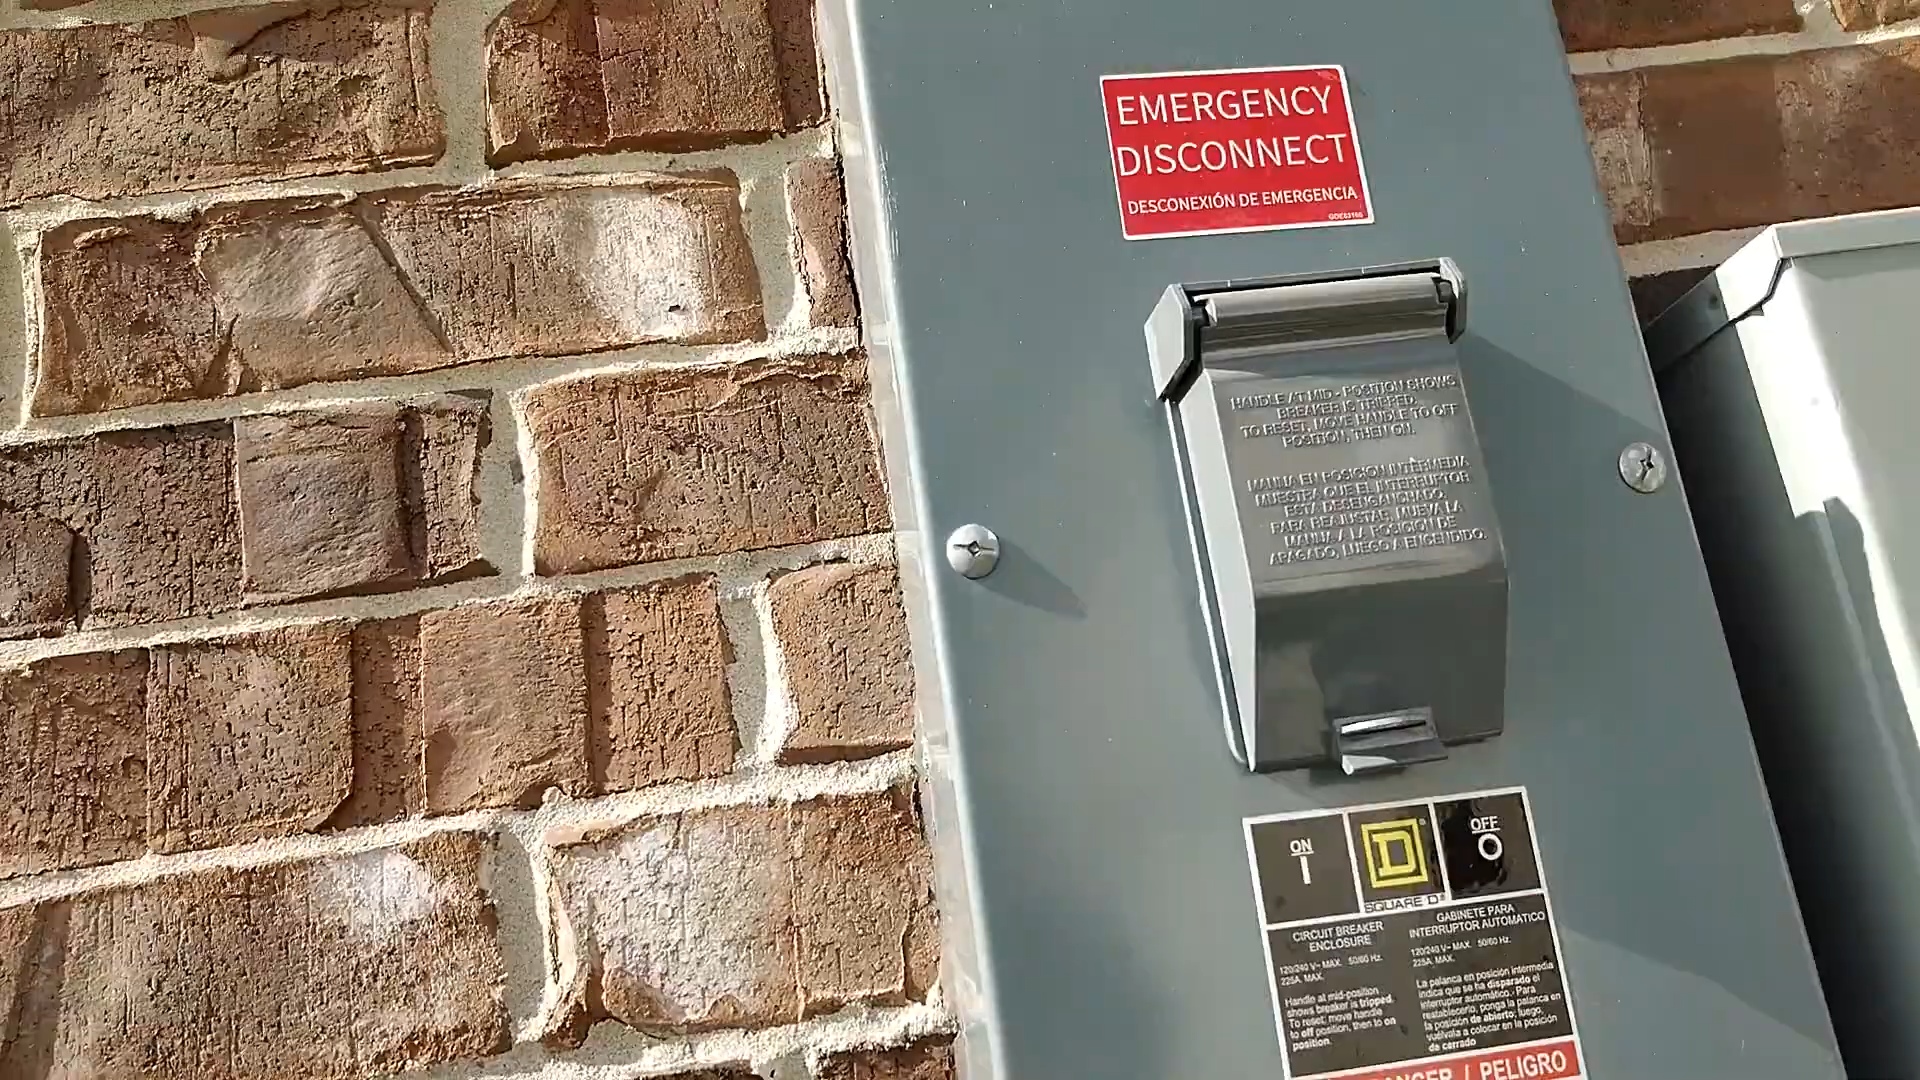 EMERGENCY
DISCONNECT
DESCONEXIÓN DE EMERGENCIA
HANDLE AT MID - POSITION SHOWS
BREAKER IS TRIPPED.
TO RESET, MOVE HANDLE TO OFF
POSITION, THEN ON.
MANIJA EN POSICION INTERMEDIA
MUESTRA QUE EL INTERRUPTOR
ESTA DESENGANCHADO.
PARA REAJUSTAR, MUEVA LA
MANIJA A LA POSICION DE
APAGADO, LUEGO A ENCENDIDO.
ON
I
D
OFF
O
SQUARE D
CIRCUIT BREAKER
ENCLOSURE
120/240 V~ MAX. 50/60 Hz.
225A. MAX.
Handle at mid-position
shows breaker is tripped.
To reset: move handle
to off position, then to on
position.
GABINETE PARA
INTERRUPTOR AUTOMATICO
120/240 V~ MAX. 50/60 Hz.
225A. MAX.
La palanca en posición intermedia
indica que se ha disparado el
interruptor automático. Para
restablecerlo, ponga la palanca en
la posición de abierto; luego,
vuélvala a colocar en la posición
de cerrado
DANGER / PELIGRO